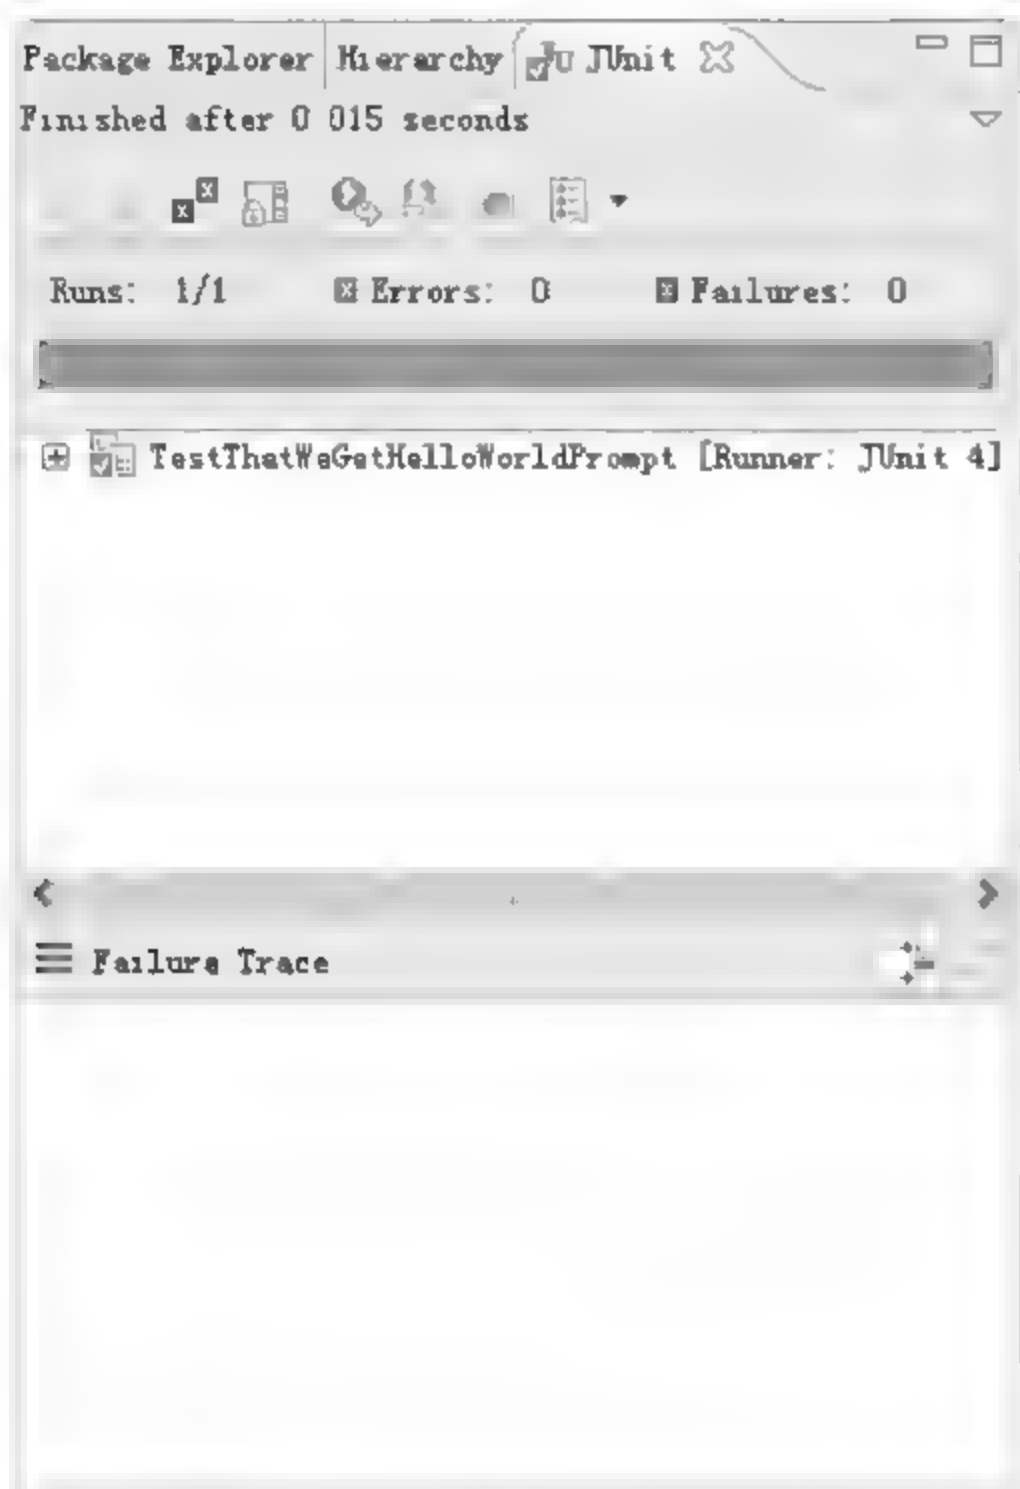 Package Explorer Hierarchy JUnit
Finished after 0.015 seconds
Runs: 1/1 Errors: 0 Failures: 0
TestThatWeGetHelloWorldPrompt [Runner: JUnit 4]
Failure Trace